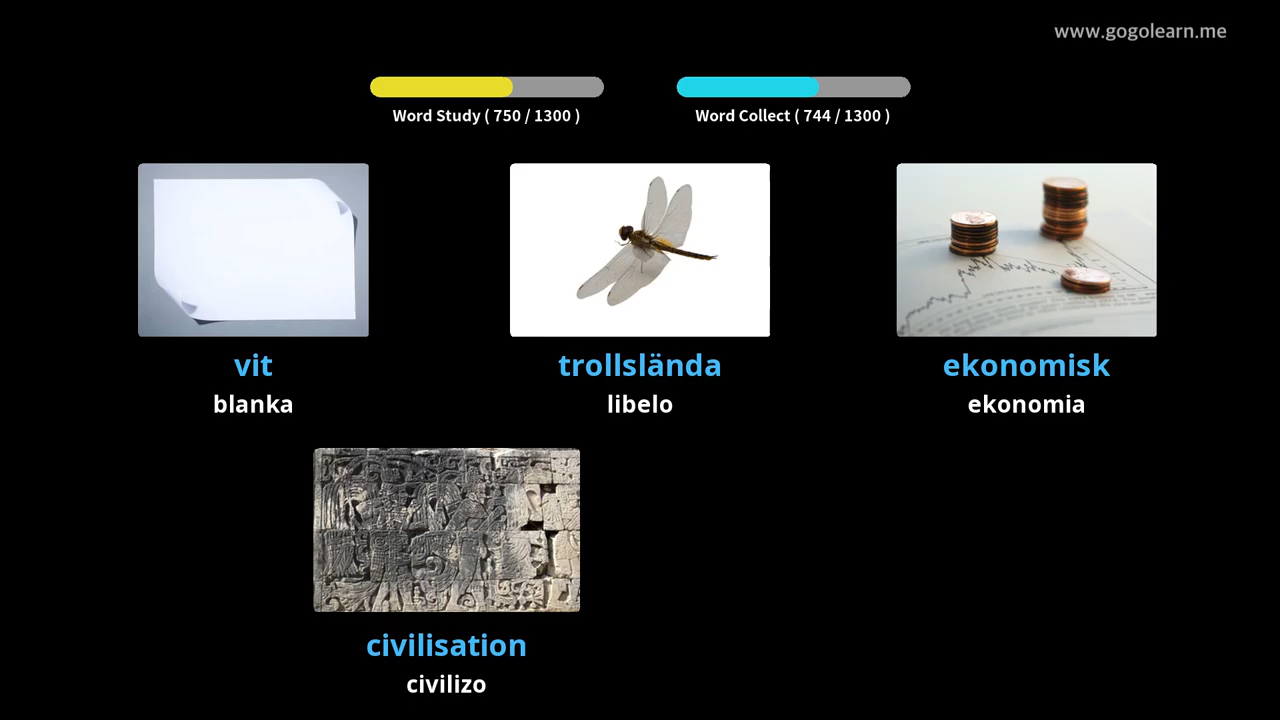 www.gogolearn.me
Word Study ( 750 / 1300 )
Word Collect ( 744 / 1300 )
vit
blanka
trollslända
libelo
ekonomisk
ekonomia
civilisation
civilizo